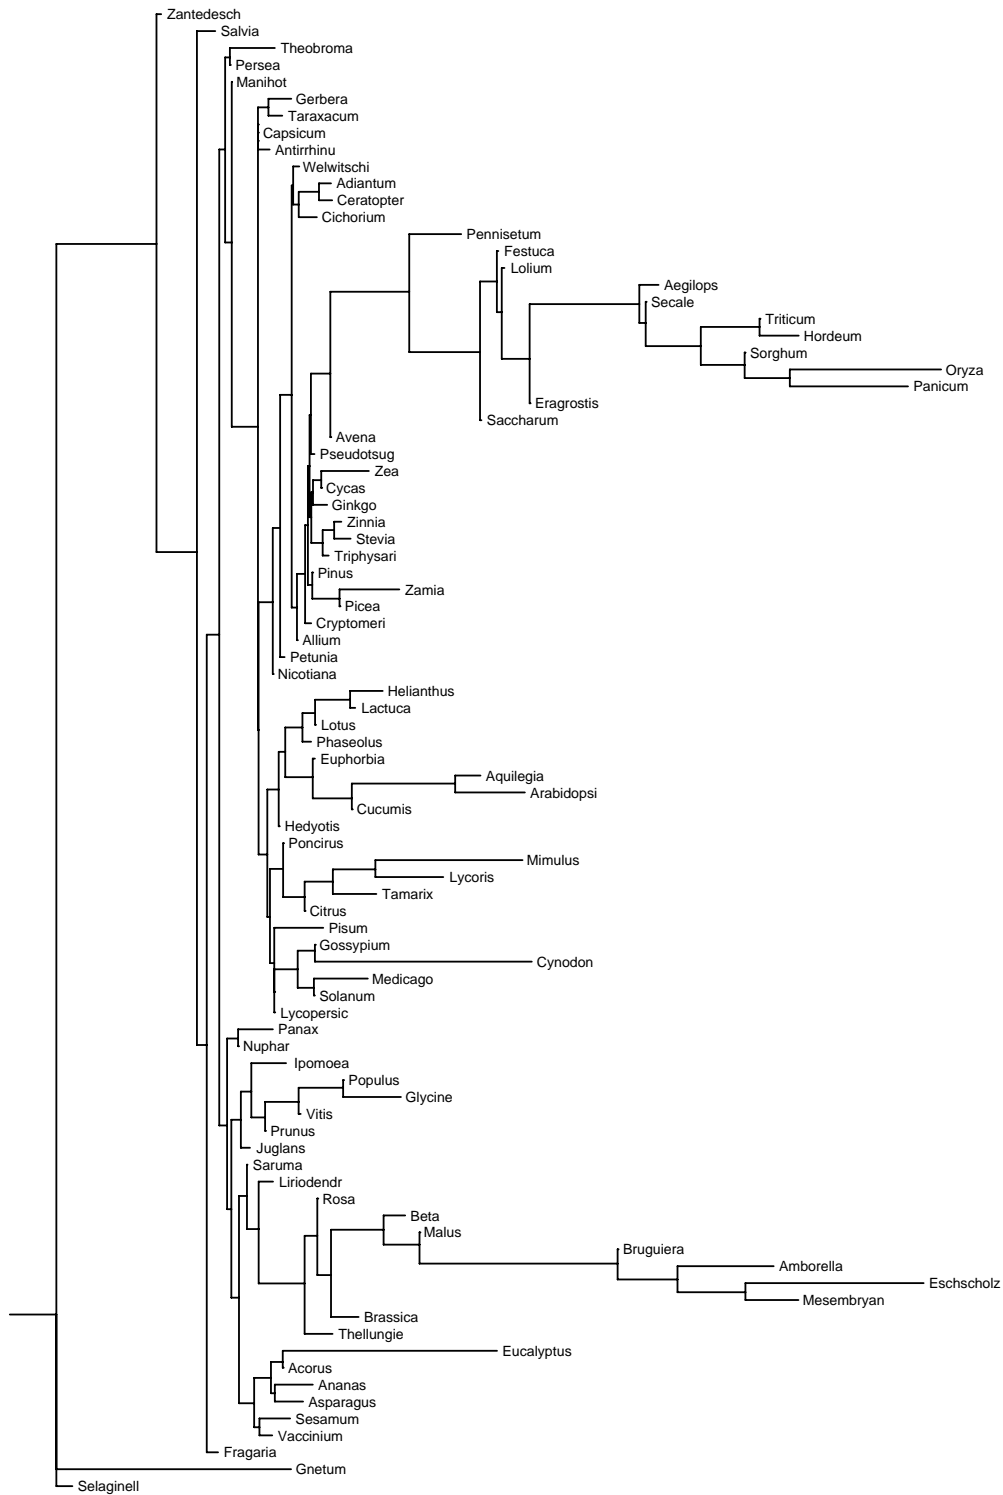 Zantedesch
Salvia
Theobroma
Persea
Manihot
Gerbera
Taraxacum
Capsicum
Antirrhinu
Welwitschi
Adiantum
Ceratopter
Cichorium
Pennisetum
Festuca
Lolium
Aegilops
Secale
Triticum
Hordeum
Sorghum
Oryza
Panicum
Eragrostis
Saccharum
Avena
Pseudotsug
Zea
Cycas
Ginkgo
Zinnia
Stevia
Triphysari
Pinus
Zamia
Picea
Cryptomeri
Allium
Petunia
Nicotiana
Helianthus
Lactuca
Lotus
Phaseolus
Euphorbia
Aquilegia
Arabidopsi
Cucumis
Hedyotis
Poncirus
Mimulus
Lycoris
Tamarix
Citrus
Pisum
Gossypium
Cynodon
Medicago
Solanum
Lycopersic
Panax
Nuphar
Ipomoea
Populus
Glycine
Vitis
Prunus
Juglans
Saruma
Liriodendr
Rosa
Beta
Malus
Bruguiera
Amborella
Eschscholz
Mesembryan
Brassica
Thellungie
Eucalyptus
Acorus
Ananas
Asparagus
Sesamum
Vaccinium
Fragaria
Gnetum
Selaginell